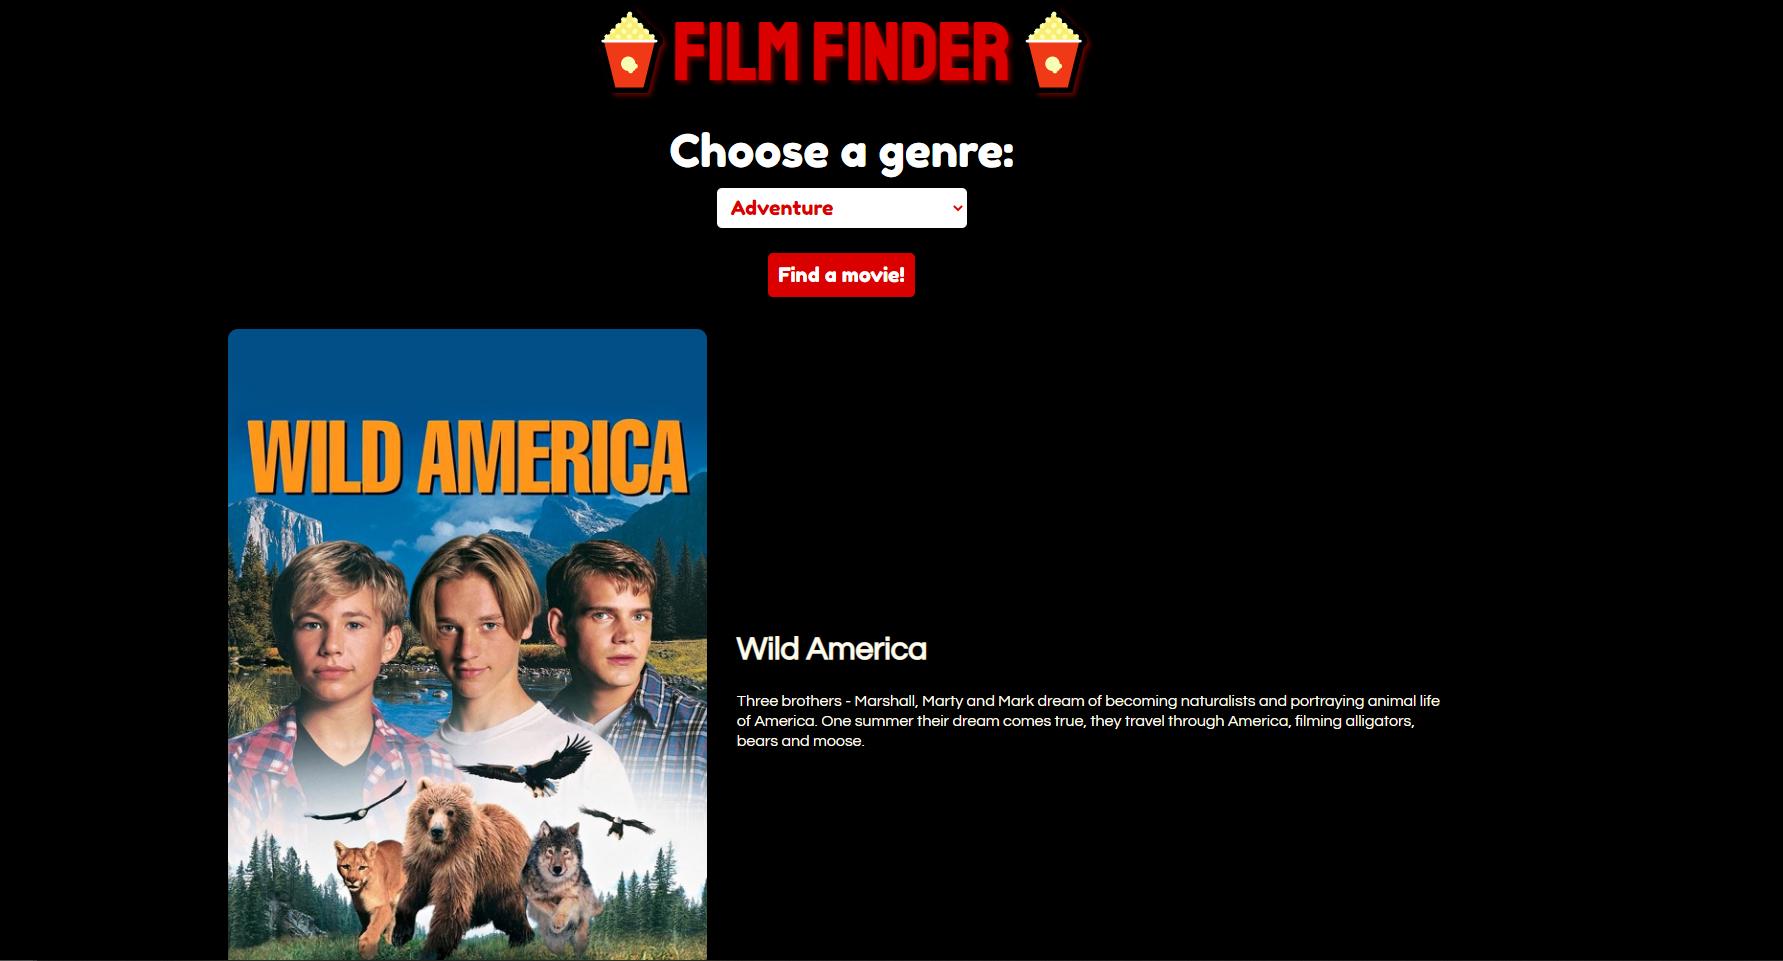 FILM FINDER
Choose a genre:
Adventure
Find a movie!
WILD AMERICA
Wild America
Three brothers - Marshall, Marty and Mark dream of becoming naturalists and portraying animal life
of America. One summer their dream comes true, they travel through America, filming alligators,
bears and moose.